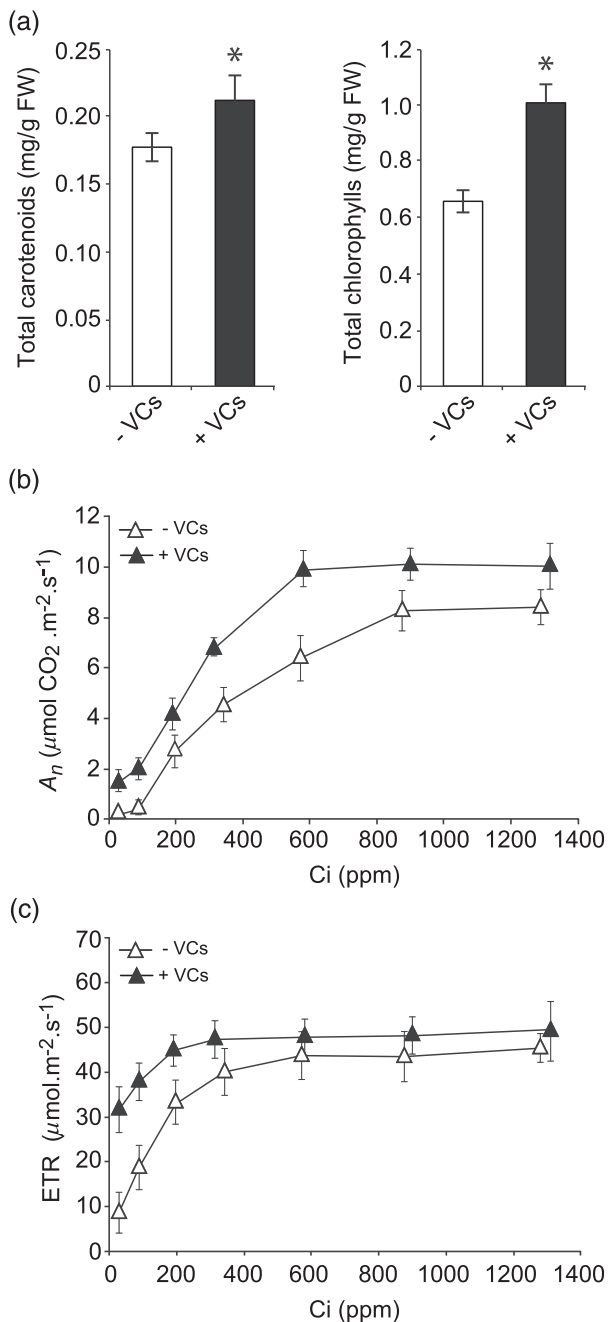 (a)
0.25
0.20
0.15
0.10
0.05
0
Total carotenoids (mg/g FW)
*
- VCs
+ VCs
1.2
1.0
0.8
0.6
0.4
0.2
0
Total chlorophylls (mg/g FW)
*
- VCs
+ VCs
(b)
12
10
8
6
4
2
0
An (μmol CO2 .m-2.s-1)
- VCs
+ VCs
0 200 400 600 800 1000 1200 1400
Ci (ppm)
(c)
70
60
50
40
30
20
10
0
ETR (μmol.m-2.s-1)
- VCs
+ VCs
0 200 400 600 800 1000 1200 1400
Ci (ppm)